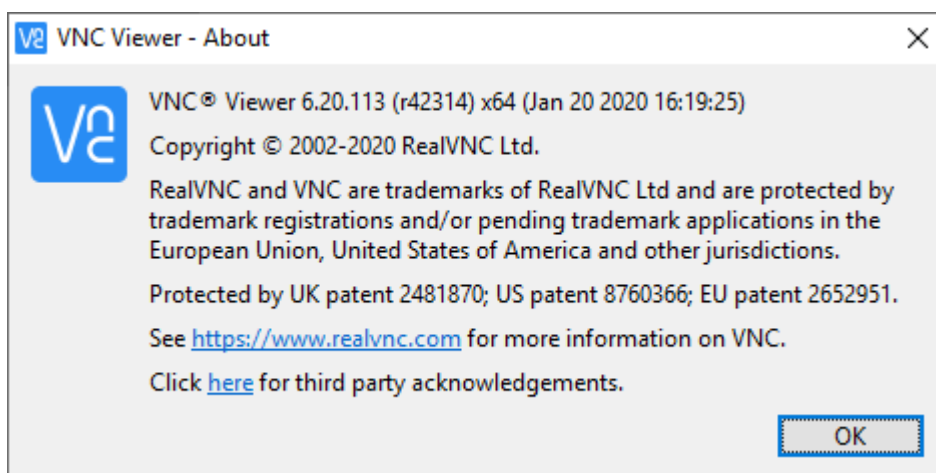 VNC Viewer - About
VNC® Viewer 6.20.113 (r42314) x64 (Jan 20 2020 16:19:25)
Copyright © 2002-2020 RealVNC Ltd.
RealVNC and VNC are trademarks of RealVNC Ltd and are protected by
trademark registrations and/or pending trademark applications in the
European Union, United States of America and other jurisdictions.
Protected by UK patent 2481870; US patent 8760366; EU patent 2652951.
See https://www.realvnc.com for more information on VNC.
Click here for third party acknowledgements.
OK